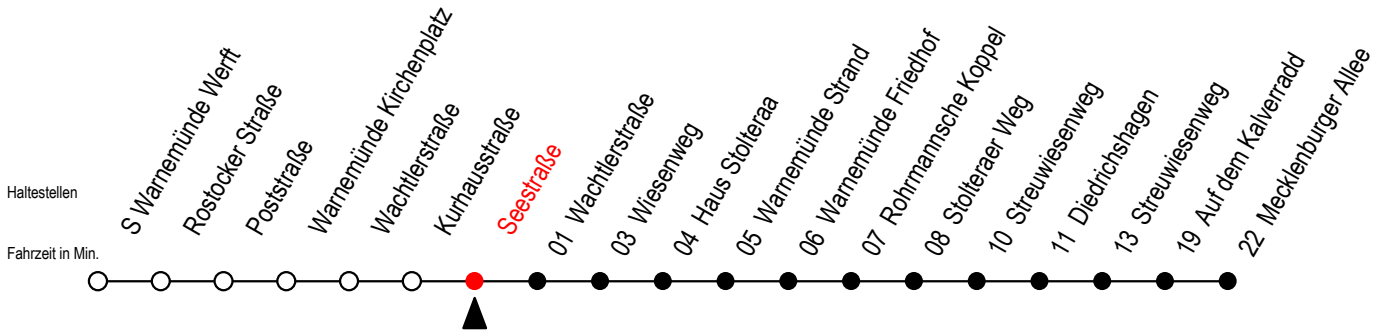 S Warnemünde Werft
Rostocker Straße
Poststraße
Warnemünde Kirchenplatz
Wachtlerstraße
Kurhausstraße
Seestraße
01 Wachtlerstraße
03 Wiesenweg
04 Haus Stolteraa
05 Warnemünde Strand
06 Warnemünde Friedhof
07 Rohrmannsche Koppel
08 Stolteraer Weg
10 Streuwiesenweg
11 Diedrichshagen
13 Streuwiesenweg
19 Auf dem Kalverradd
22 Mecklenburger Allee
Haltestellen
Fahrzeit in Min.